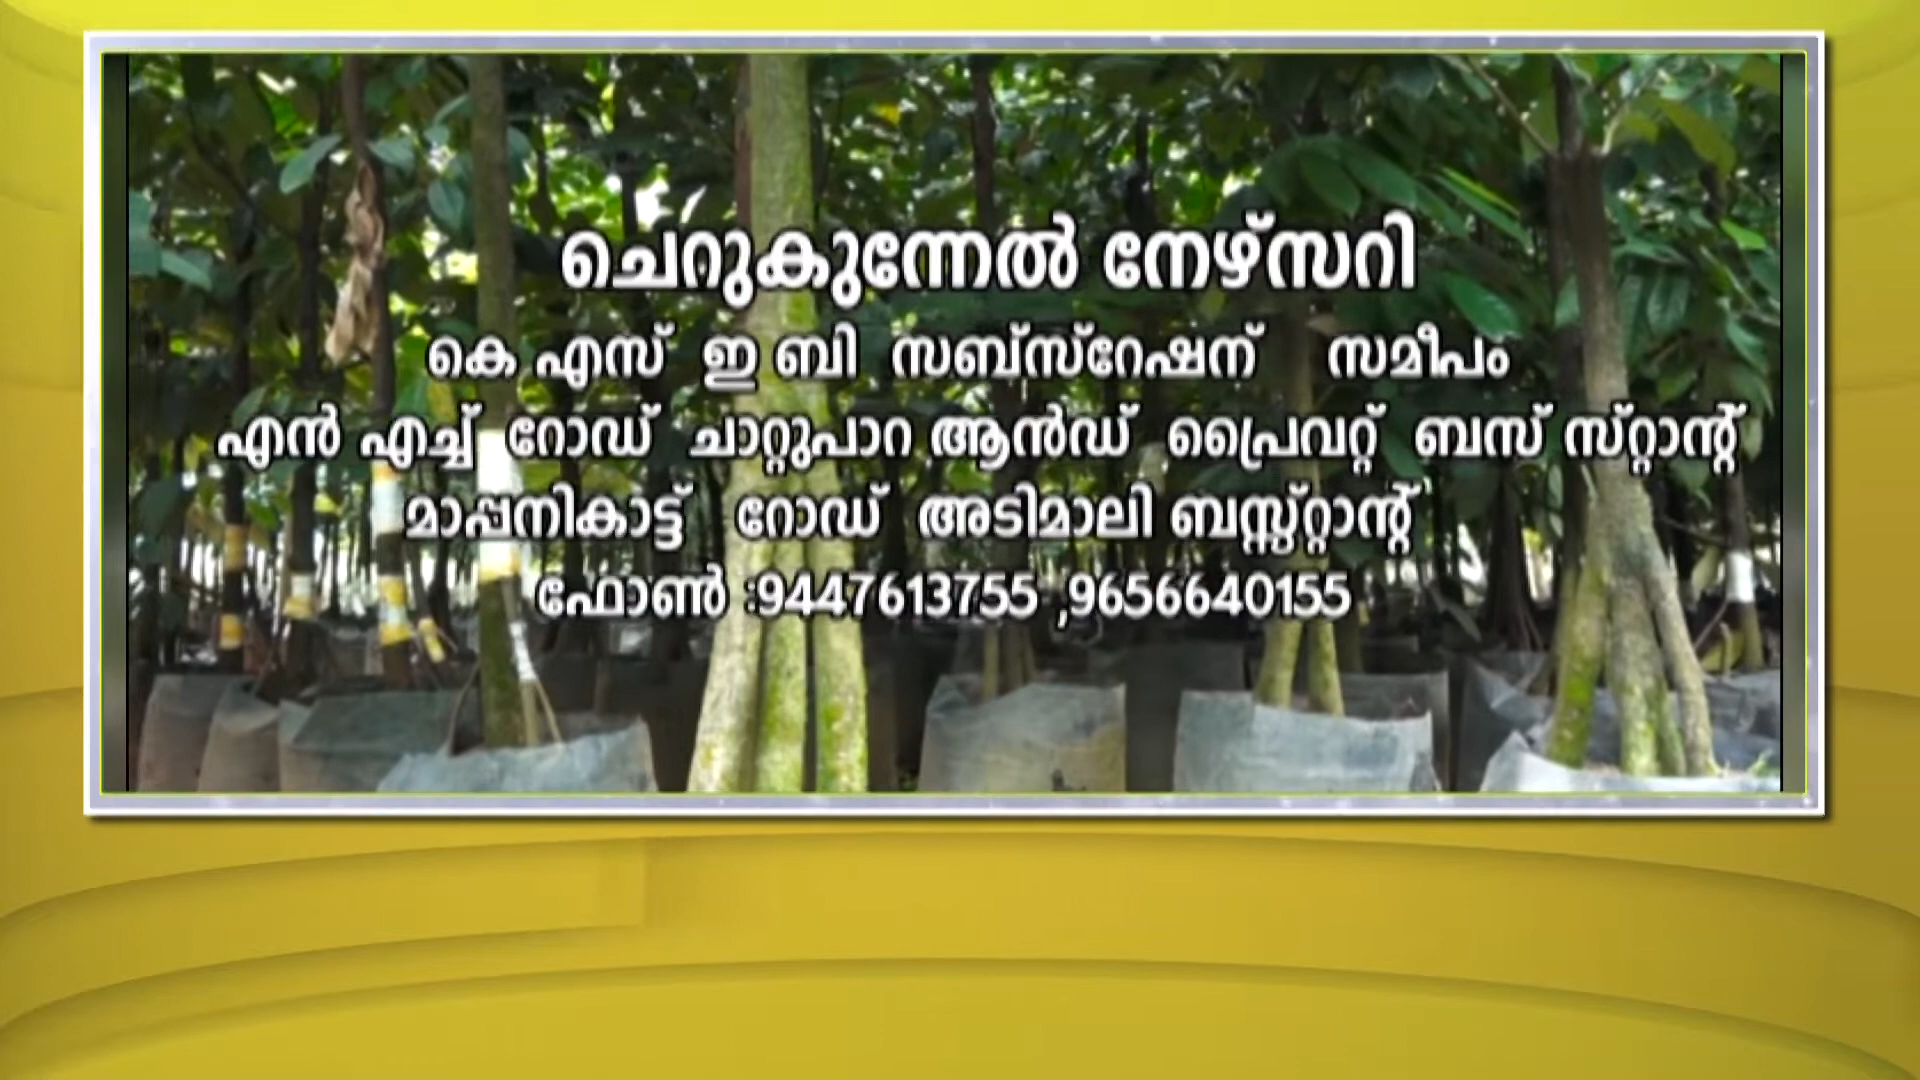 ചെറുകുന്നേൽ നേഴ്സറി
കെ എസ് ഇ ബി സബ്സ്റേഷന് സമീപം
എൻ എച്ച് റോഡ് ചാറ്റുപാറ ആൻഡ് പ്രൈവറ്റ് ബസ് സ്റ്റാന്റ്
മാപ്പനികാട്ട് റോഡ് അടിമാലി ബസ്സ്റ്റാന്റ്
ഫോൺ :9447613755 ,9656640155